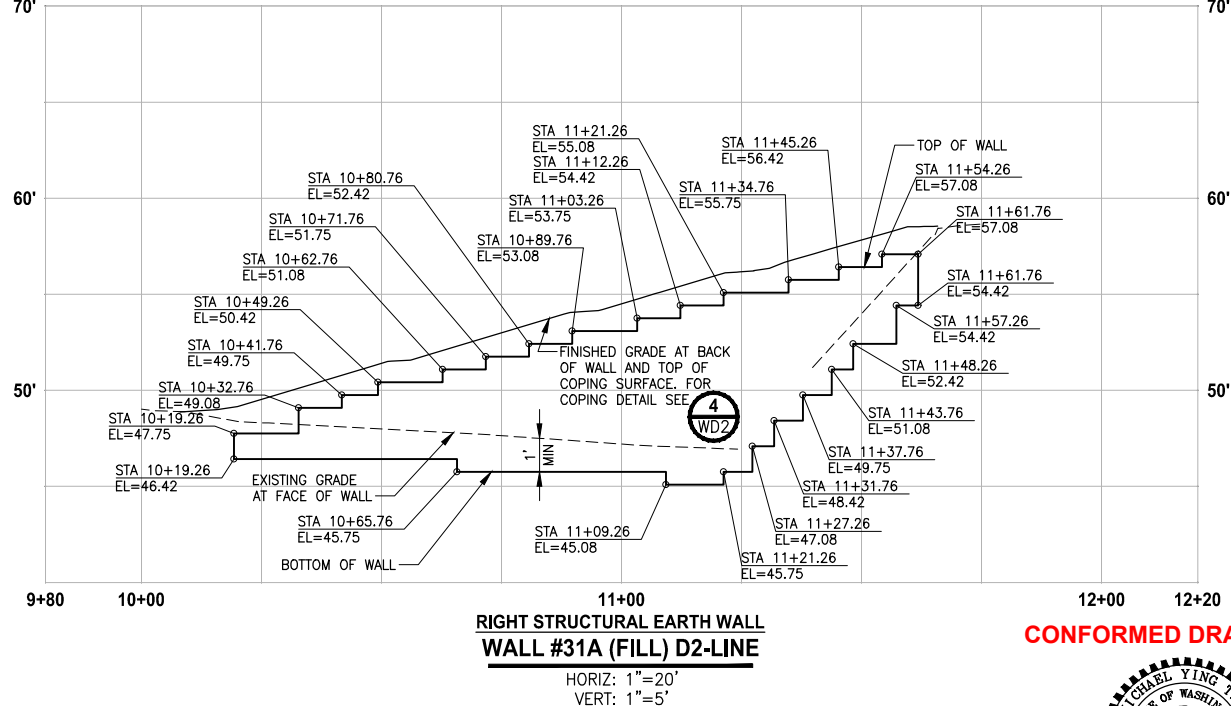 70'
70'
STA 11+21.26
EL=55.08
STA 11+12.26
EL=54.42
STA 11+45.26
EL=56.42
TOP OF WALL
STA 11+54.26
EL=57.08
STA 10+80.76
EL=52.42
STA 11+34.76
EL=55.75
60'
60'
STA 11+03.26
EL=53.75
STA 11+61.76
EL=57.08
STA 10+71.76
EL=51.75
STA 10+89.76
EL=53.08
STA 10+62.76
EL=51.08
STA 11+61.76
EL=54.42
STA 10+49.26
EL=50.42
STA 11+57.26
EL=54.42
STA 10+41.76
EL=49.75
FINISHED GRADE AT BACK
OF WALL AND TOP OF
COPING SURFACE. FOR
COPING DETAIL SEE
4
WD2
STA 11+48.26
EL=52.42
50'
50'
STA 10+32.76
EL=49.08
STA 11+43.76
EL=51.08
STA 10+19.26
EL=47.75
STA 11+37.76
EL=49.75
1'
MIN
STA 10+19.26
EL=46.42
EXISTING GRADE
AT FACE OF WALL
STA 11+31.76
EL=48.42
STA 10+65.76
EL=45.75
STA 11+27.26
EL=47.08
STA 11+09.26
EL=45.08
BOTTOM OF WALL
STA 11+21.26
EL=45.75
9+80
10+00
11+00
12+00
12+20
RIGHT STRUCTURAL EARTH WALL
WALL #31A (FILL) D2-LINE
HORIZ: 1"=20'
VERT: 1"=5'
CONFORMED DRA
MICHAEL YING
OF WASHIN